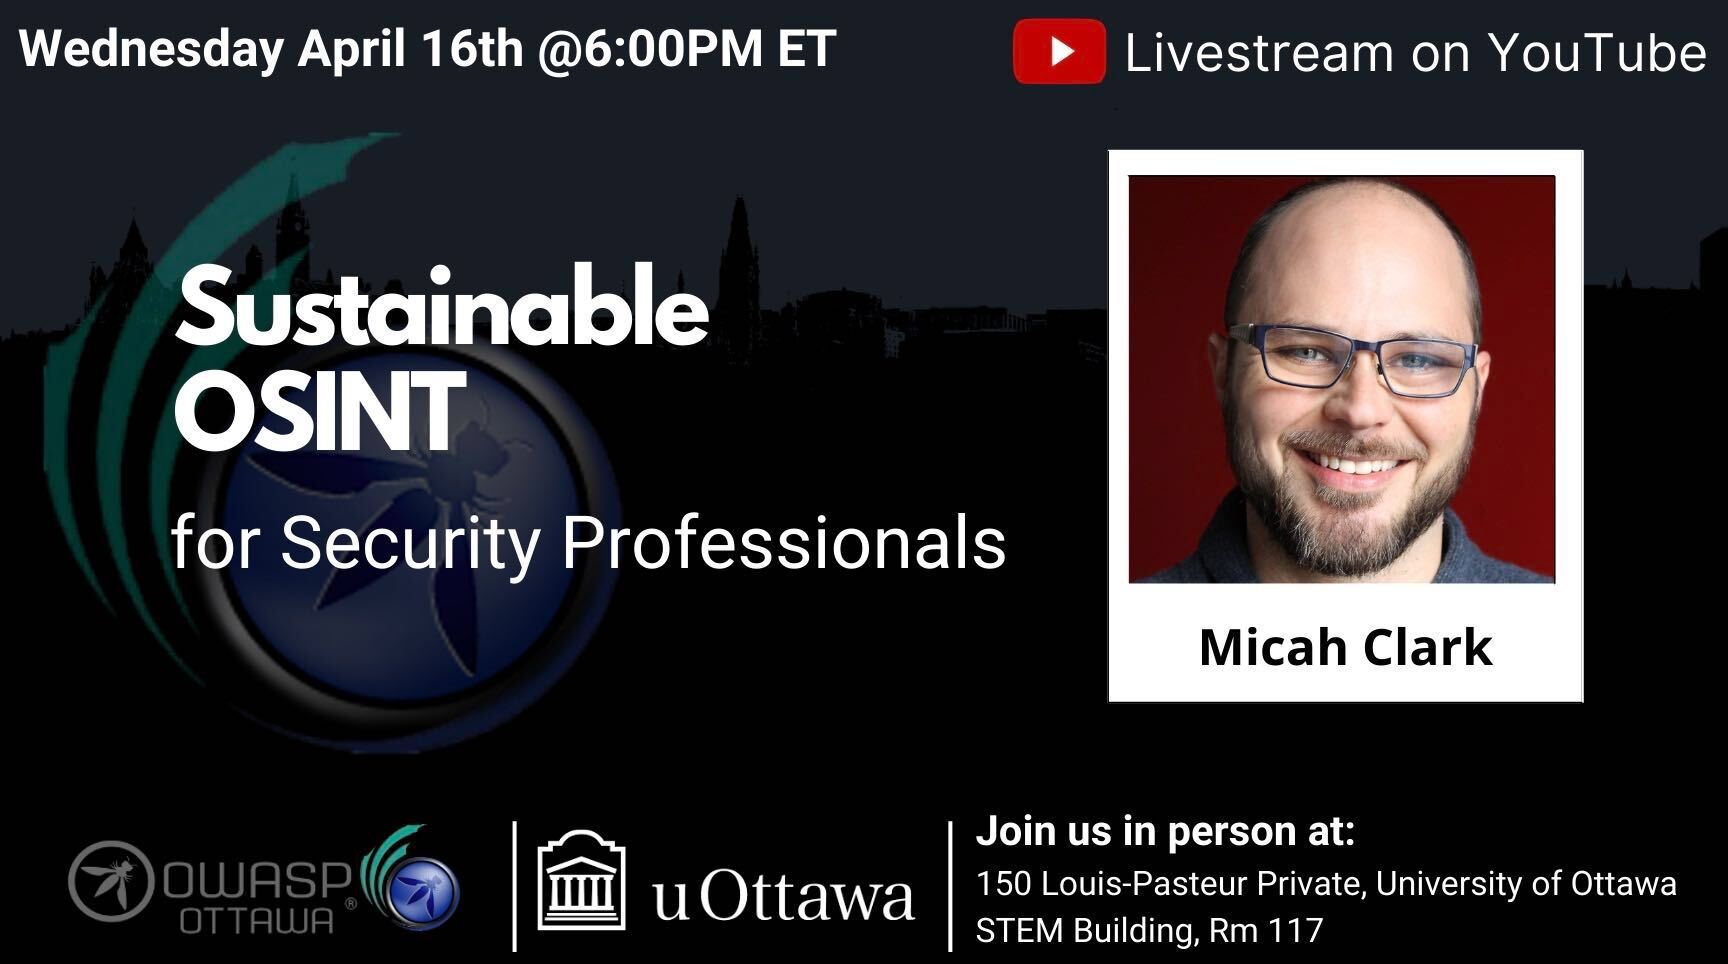 Wednesday April 16th @6:00PM ET
Livestream on YouTube
Sustainable
OSINT
for Security Professionals
Micah Clark
OWASP
OTTAWA ®
uOttawa
Join us in person at:
150 Louis-Pasteur Private, University of Ottawa
STEM Building, Rm 117